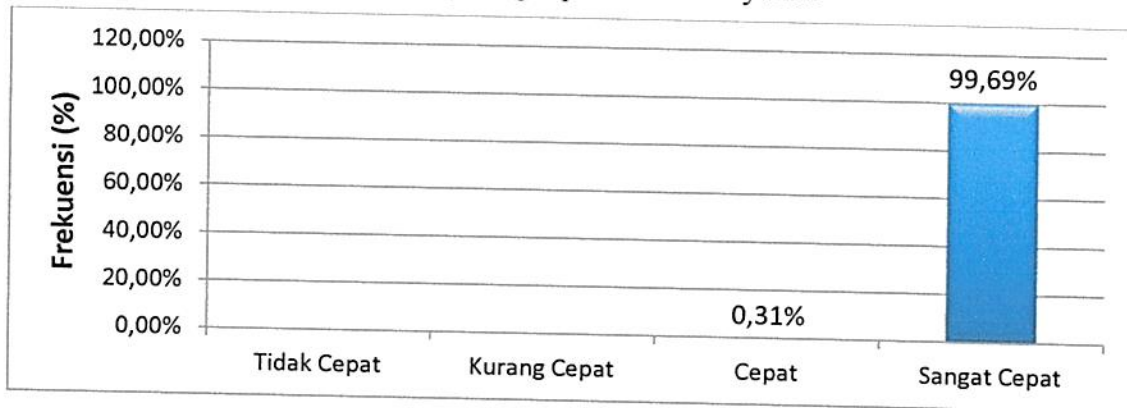 120,00%
100,00%
80,00%
60,00%
40,00%
20,00%
0,00%
Frekuensi (%)
99,69%
0,31%
Tidak Cepat
Kurang Cepat
Cepat
Sangat Cepat